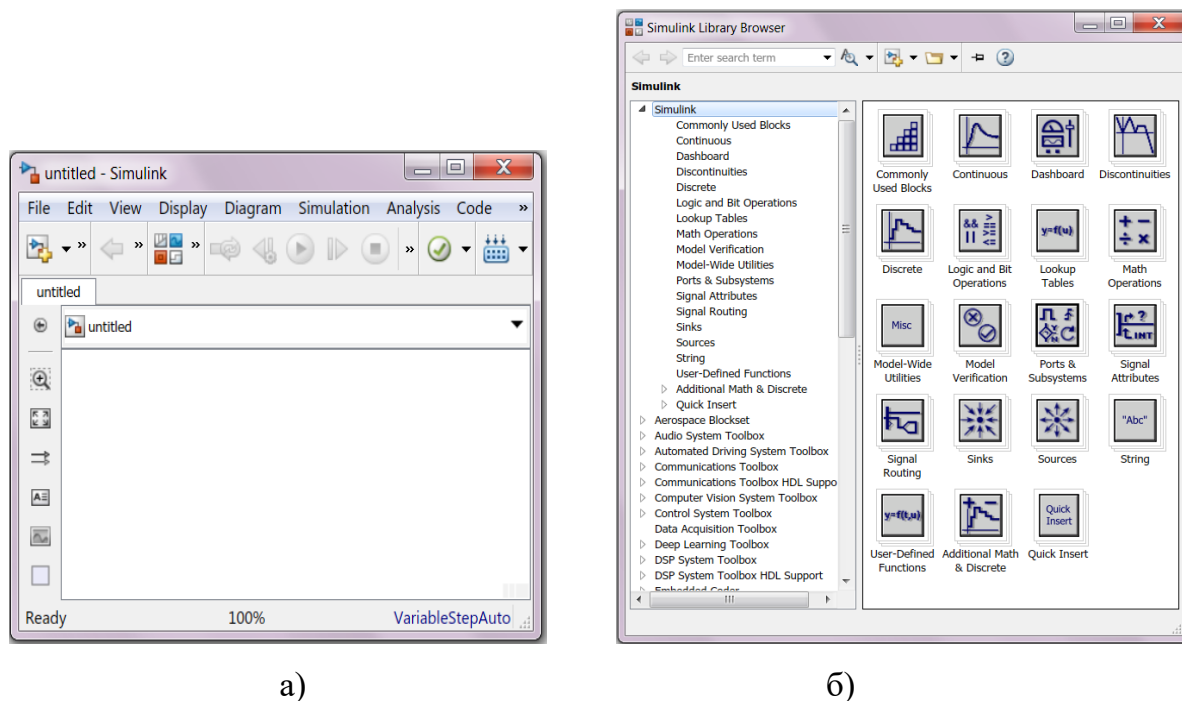 untitled - Simulink
File Edit View Display Diagram Simulation Analysis Code »
» » » »
untitled
untitled
Ready 100% VariableStepAuto
а)
Simulink Library Browser
Enter search term
Simulink
Simulink
Commonly Used Blocks
Continuous
Dashboard
Discontinuities
Discrete
Logic and Bit Operations
Lookup Tables
Math Operations
Model Verification
Model-Wide Utilities
Ports & Subsystems
Signal Attributes
Signal Routing
Sinks
Sources
String
User-Defined Functions
Additional Math & Discrete
Quick Insert
Aerospace Blockset
Audio System Toolbox
Automated Driving System Toolbox
Communications Toolbox
Communications Toolbox HDL Suppo
Computer Vision System Toolbox
Control System Toolbox
Data Acquisition Toolbox
Deep Learning Toolbox
DSP System Toolbox
DSP System Toolbox HDL Support
Embedded Coder
Commonly
Used Blocks
Continuous
Dashboard
Discontinuities
&& > ==
|| >= <=
y=f(u)
+ −
÷ ×
Discrete
Logic and Bit
Operations
Lookup
Tables
Math
Operations
Misc
Y
N
?
INT
Model-Wide
Utilities
Model
Verification
Ports &
Subsystems
Signal
Attributes
"Abc"
Signal
Routing
Sinks
Sources
String
y=f(t,u)
+ −
Quick
Insert
User-Defined
Functions
Additional Math
& Discrete
Quick Insert
б)